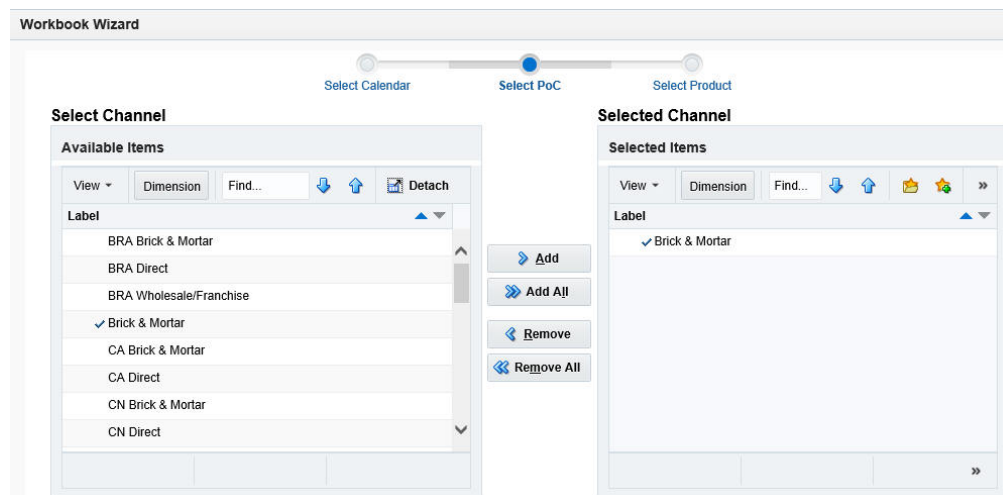 Workbook Wizard
Select Calendar
Select PoC
Select Product
Select Channel
Available Items
View
Dimension
Find...
Detach
Label
BRA Brick & Mortar
BRA Direct
BRA Wholesale/Franchise
Brick & Mortar
CA Brick & Mortar
CA Direct
CN Brick & Mortar
CN Direct
Add
Add All
Remove
Remove All
Selected Channel
Selected Items
View
Dimension
Find...
»
Label
Brick & Mortar
»